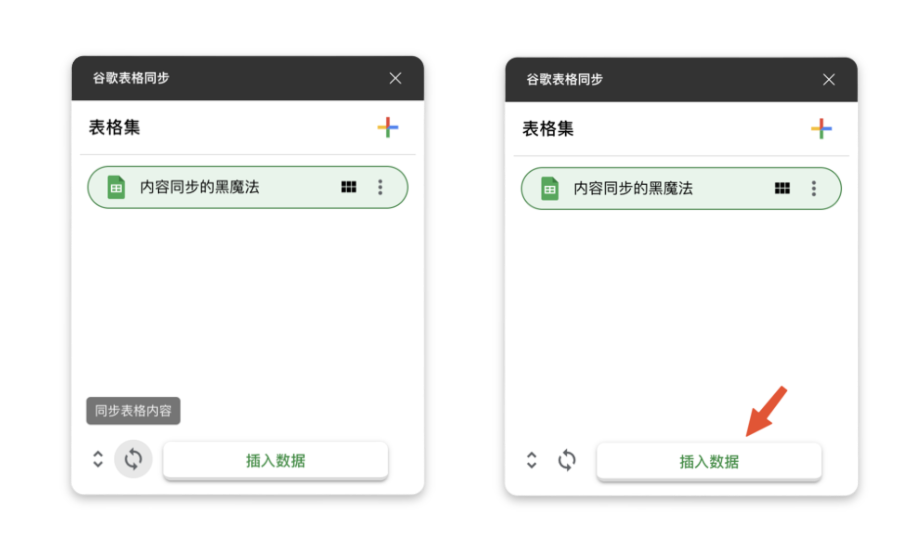 谷歌表格同步
表格集
内容同步的黑魔法
同步表格内容
插入数据
谷歌表格同步
表格集
内容同步的黑魔法
插入数据